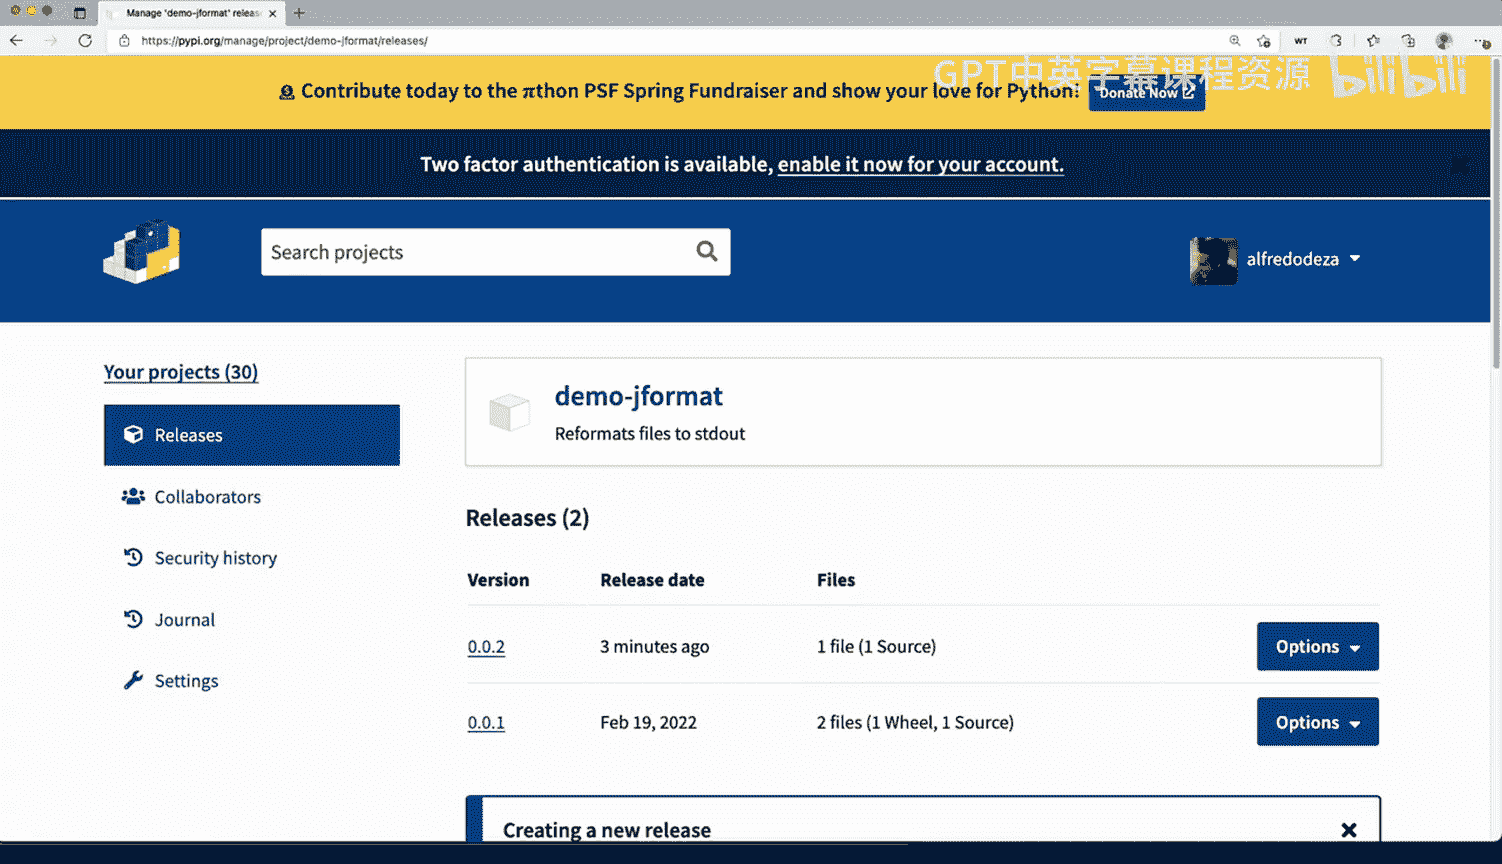 Manage 'demo-jformat' releas
https://pypi.org/manage/project/demo-jformat/releases/
WT
GPT中英字幕课程资源 bilibili
Contribute today to the πthon PSF Spring Fundraiser and show your love for Python!
Donate Now
Two factor authentication is available, enable it now for your account.
Search projects
alfredodeza
Your projects (30)
Releases
Collaborators
Security history
Journal
Settings
demo-jformat
Reformats files to stdout
Releases (2)
Version Release date Files
0.0.2 3 minutes ago 1 file (1 Source) Options
0.0.1 Feb 19, 2022 2 files (1 Wheel, 1 Source) Options
Creating a new release